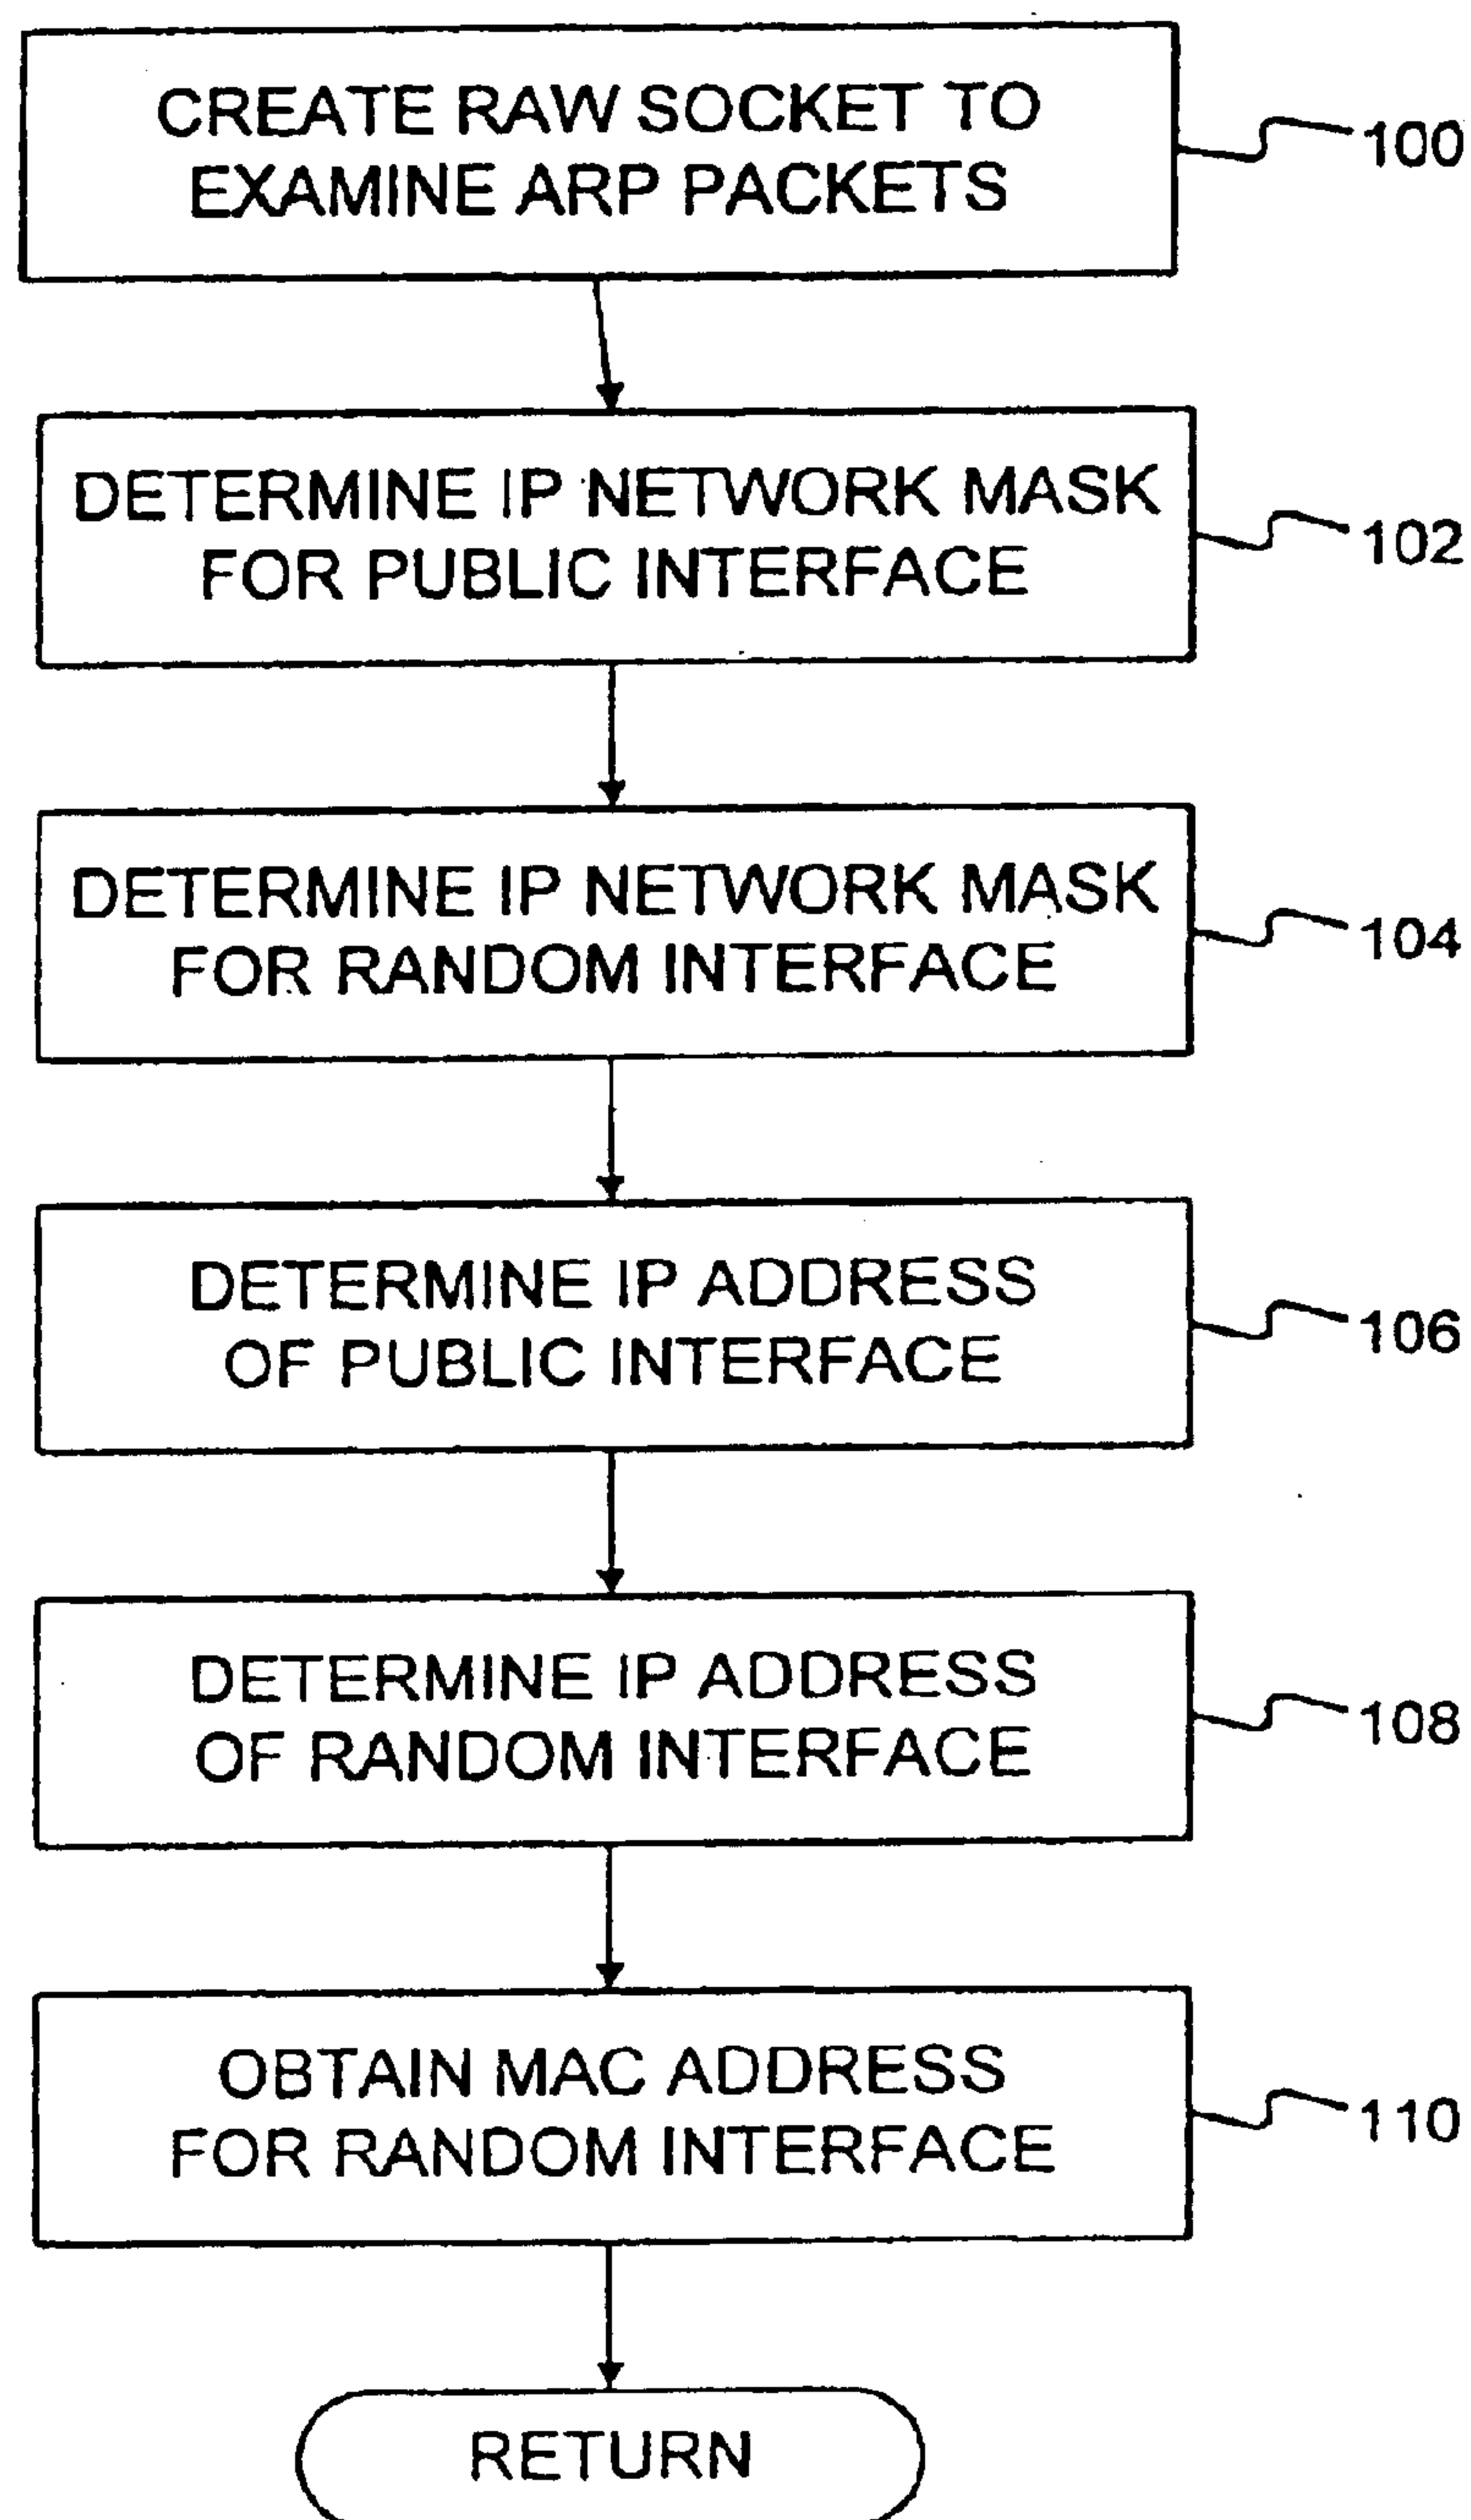 CREATE RAW SOCKET TO
EXAMINE ARP PACKETS
100
DETERMINE IP NETWORK MASK
FOR PUBLIC INTERFACE
102
DETERMINE IP NETWORK MASK
FOR RANDOM INTERFACE
104
DETERMINE IP ADDRESS
OF PUBLIC INTERFACE
106
DETERMINE IP ADDRESS
OF RANDOM INTERFACE
108
OBTAIN MAC ADDRESS
FOR RANDOM INTERFACE
110
RETURN